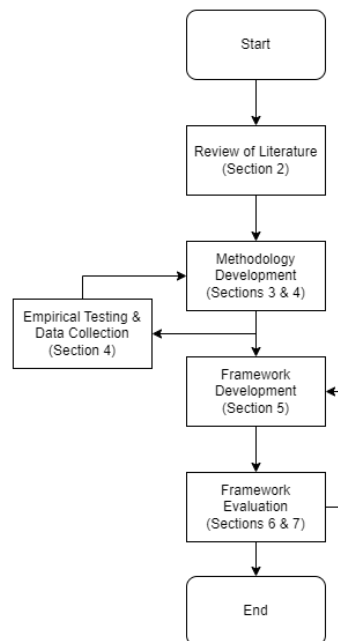 Start
Review of Literature
(Section 2)
Methodology
Development
(Sections 3 & 4)
Empirical Testing &
Data Collection
(Section 4)
Framework
Development
(Section 5)
Framework
Evaluation
(Sections 6 & 7)
End